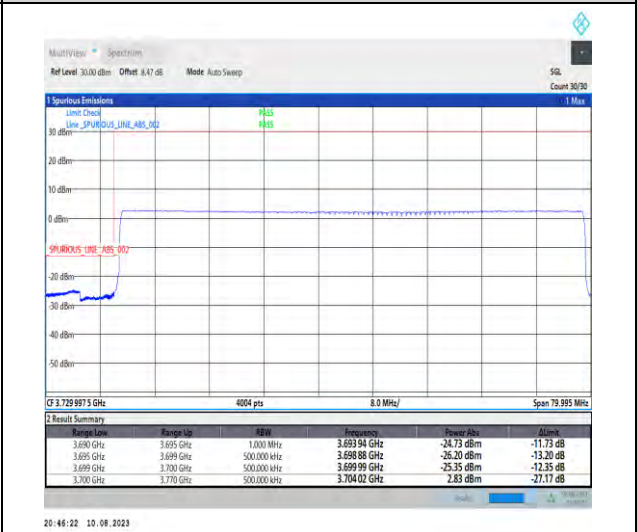 MultiView Spectrum
Ref Level 30.00 dBm Offset 8.47 dB Mode Auto Sweep SGL
Count 30/30
1 Spurious Emissions 1 Max
Limit Check PASS
Line _SPURIOUS_LINE_ABS_002 PASS
30 dBm
20 dBm
10 dBm
0 dBm
SPURIOUS_LINE_ABS_002
-20 dBm
-30 dBm
-40 dBm
-50 dBm
CF 3.729 997 5 GHz 4004 pts 8.0 MHz/ Span 79.995 MHz
2 Result Summary
Range Low Range Up RBW Frequency Power Abs ΔLimit
3.690 GHz 3.695 GHz 1.000 MHz 3.693 94 GHz -24.73 dBm -11.73 dB
3.695 GHz 3.699 GHz 500.000 kHz 3.698 88 GHz -26.20 dBm -13.20 dB
3.699 GHz 3.700 GHz 500.000 kHz 3.699 99 GHz -25.35 dBm -12.35 dB
3.700 GHz 3.770 GHz 500.000 kHz 3.704 02 GHz 2.83 dBm -27.17 dB
20:46:22 10.08.2023